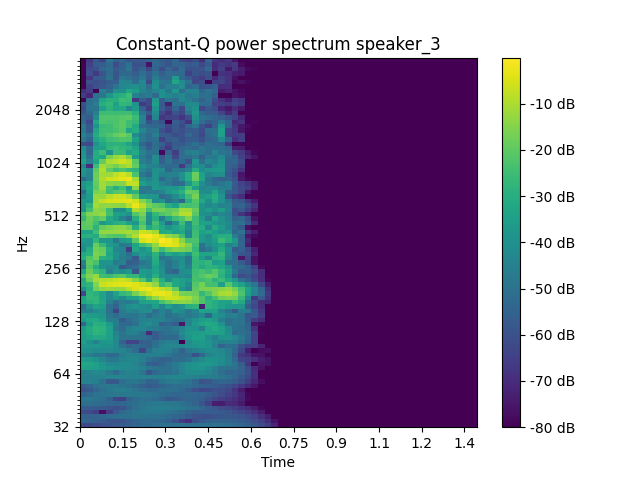 Constant-Q power spectrum speaker_3
Hz
2048
1024
512
256
128
64
32
0 0.15 0.3 0.45 0.6 0.75 0.9 1.1 1.2 1.4
Time
-10 dB
-20 dB
-30 dB
-40 dB
-50 dB
-60 dB
-70 dB
-80 dB